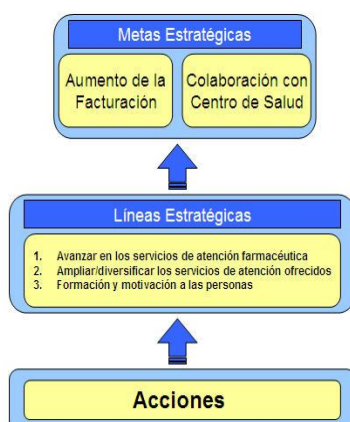 Metas Estratégicas
Aumento de la
Facturación
Colaboración con
Centro de Salud
Líneas Estratégicas
1. Avanzar en los servicios de atención farmacéutica
2. Ampliar/diversificar los servicios de atención ofrecidos
3. Formación y motivación a las personas
Acciones